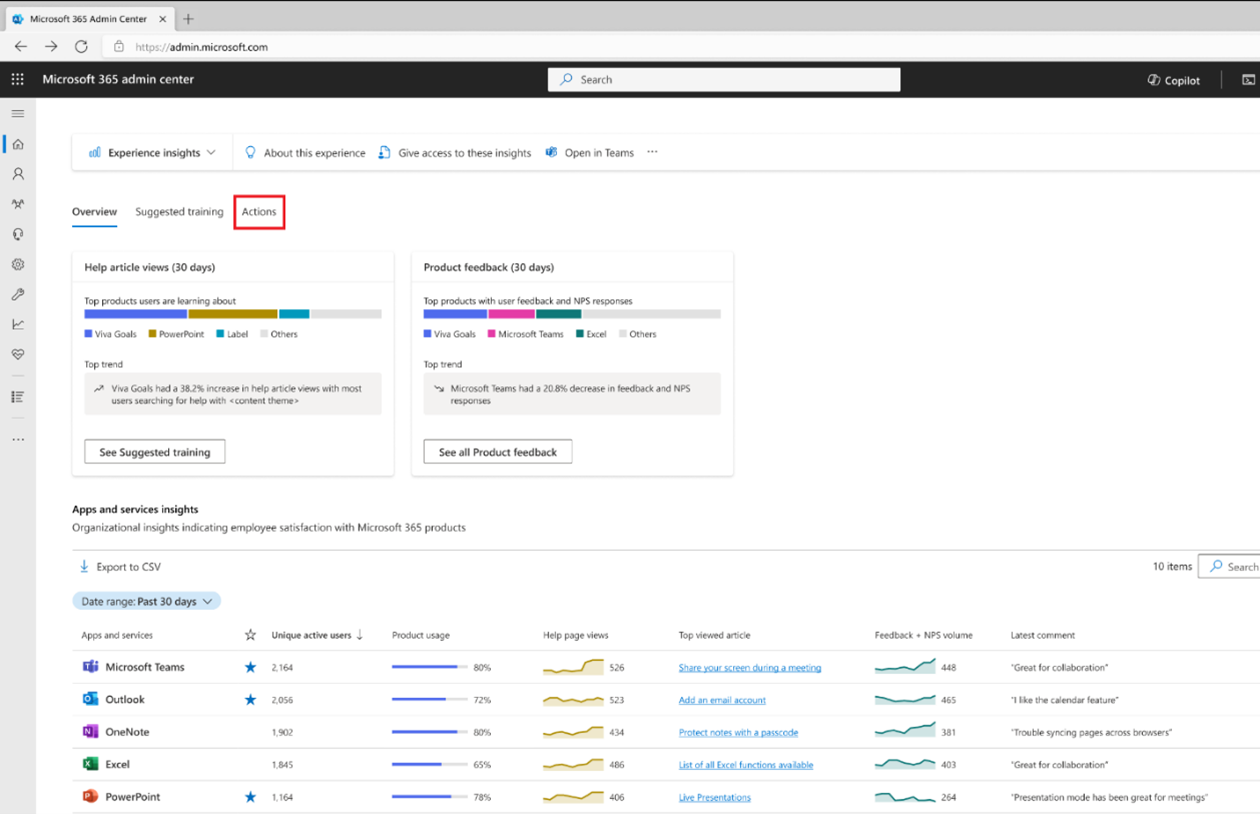 Microsoft 365 Admin Center
https://admin.microsoft.com
Microsoft 365 admin center
Search
Copilot
Experience insights
About this experience
Give access to these insights
Open in Teams
Overview
Suggested training
Actions
Help article views (30 days)
Top products users are learning about
Viva Goals
PowerPoint
Label
Others
Top trend
Viva Goals had a 38.2% increase in help article views with most
users searching for help with <content theme>
See Suggested training
Product feedback (30 days)
Top products with user feedback and NPS responses
Viva Goals
Microsoft Teams
Excel
Others
Top trend
Microsoft Teams had a 20.8% decrease in feedback and NPS
responses
See all Product feedback
Apps and services insights
Organizational insights indicating employee satisfaction with Microsoft 365 products
Export to CSV
10 items
Search
Date range: Past 30 days
Apps and services Unique active users ↓ Product usage Help page views Top viewed article Feedback + NPS volume Latest comment
Microsoft Teams 2,164 80% 526 Share your screen during a meeting 448 "Great for collaboration"
Outlook 2,056 72% 523 Add an email account 465 "I like the calendar feature"
OneNote 1,902 80% 434 Protect notes with a passcode 381 "Trouble syncing pages across browsers"
Excel 1,845 65% 486 List of all Excel functions available 403 "Great for collaboration"
PowerPoint 1,164 78% 406 Live Presentations 264 "Presentation mode has been great for meetings"